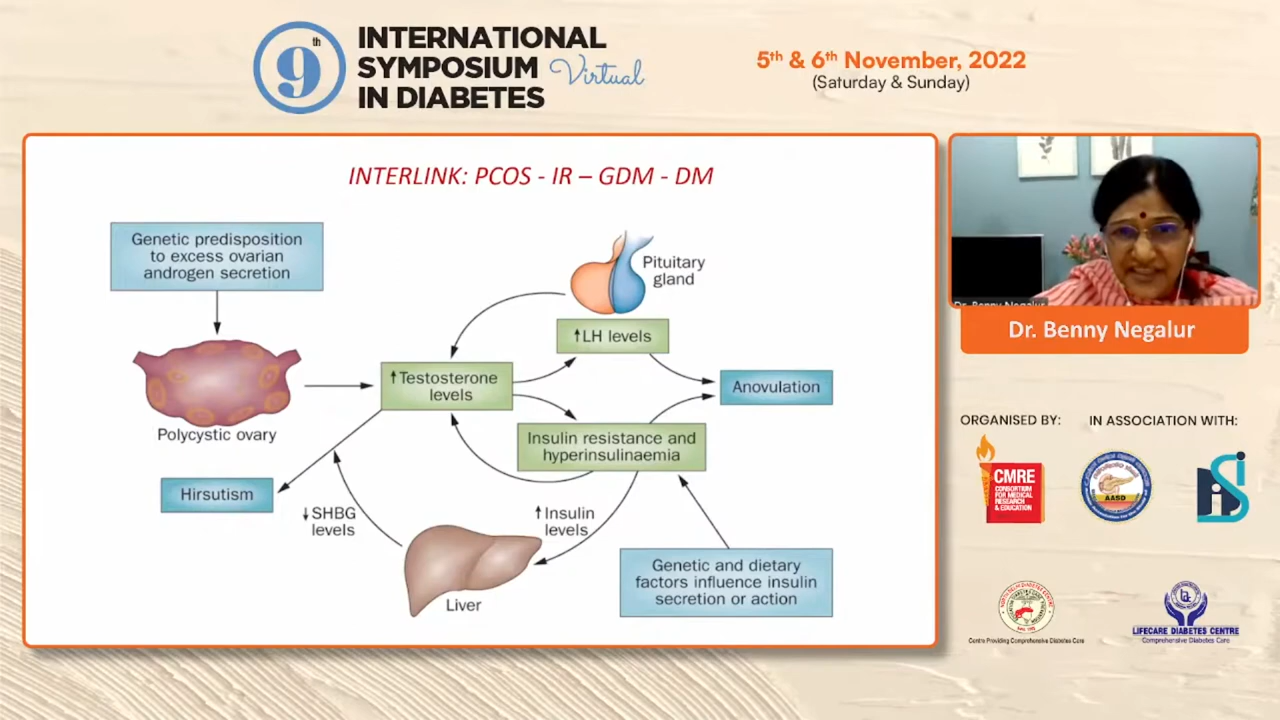 9th
INTERNATIONAL
SYMPOSIUM Virtual
IN DIABETES
5th & 6th November, 2022
(Saturday & Sunday)
INTERLINK: PCOS - IR – GDM - DM
Genetic predisposition
to excess ovarian
androgen secretion
Pituitary
gland
↑LH levels
↑Testosterone
levels
Anovulation
Polycystic ovary
Insulin resistance and
hyperinsulinaemia
Hirsutism
↓SHBG
levels
↑Insulin
levels
Liver
Genetic and dietary
factors influence insulin
secretion or action
Dr. Benny Negalur
Dr. Benny Negalur
ORGANISED BY:
IN ASSOCIATION WITH:
CMRE
CONSORTIUM
FOR MEDICAL
RESEARCH
& EDUCATION
AASD
Centre Providing Comprehensive Diabetes Care
LIFECARE DIABETES CENTRE
Comprehensive Diabetes Care